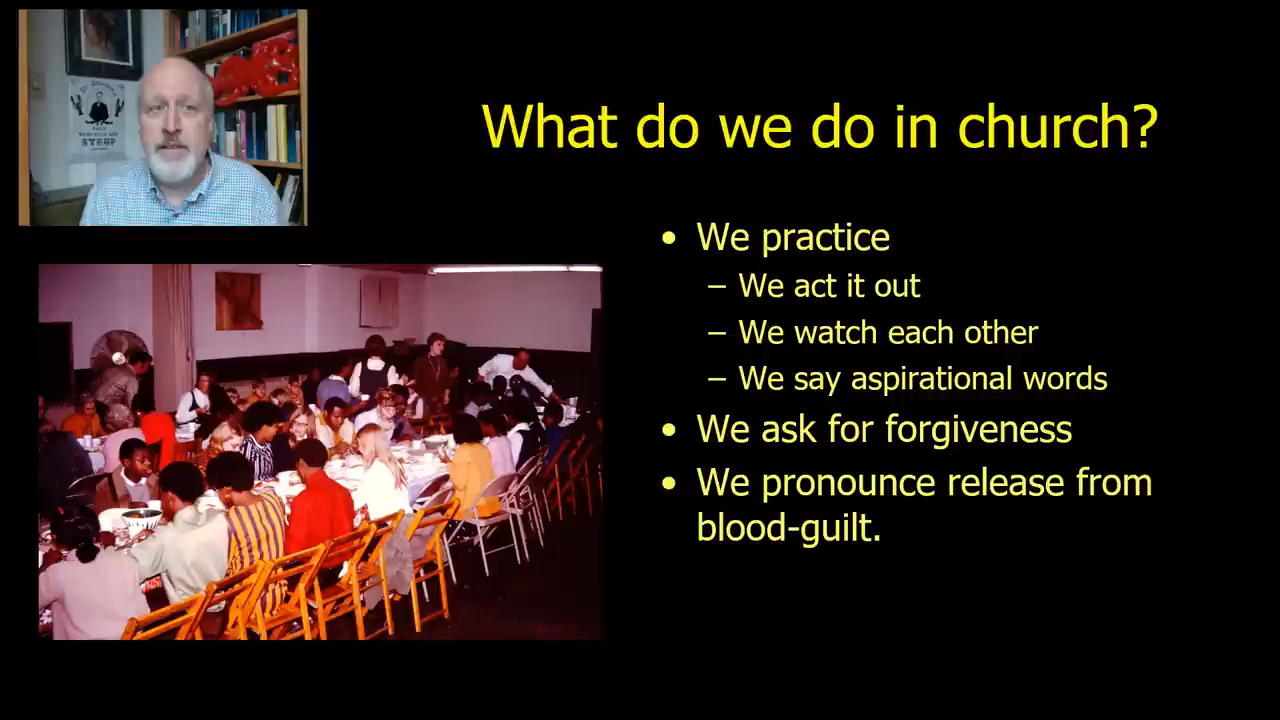 What do we do in church?
• We practice
– We act it out
– We watch each other
– We say aspirational words
• We ask for forgiveness
• We pronounce release from
blood-guilt.
SYRUP